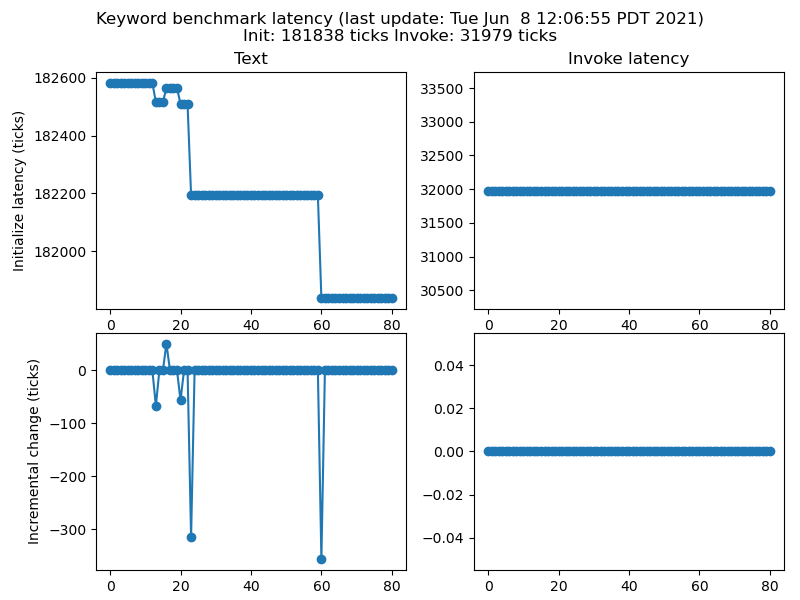 Keyword benchmark latency (last update: Tue Jun  8 12:06:55 PDT 2021)
Init: 181838 ticks Invoke: 31979 ticks
Text
Initialize latency (ticks)
182600
182400
182200
182000
0 20 40 60 80
Invoke latency
33500
33000
32500
32000
31500
31000
30500
0 20 40 60 80
Incremental change (ticks)
0
−100
−200
−300
0 20 40 60 80
0.04
0.02
0.00
−0.02
−0.04
0 20 40 60 80